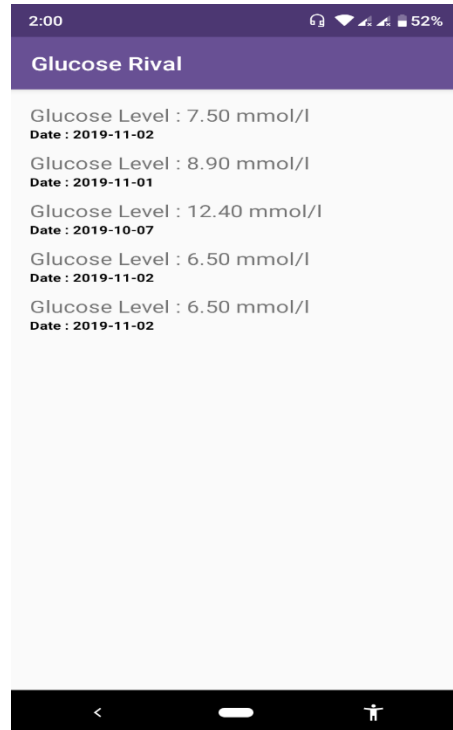 2:00 52%
Glucose Rival
Glucose Level : 7.50 mmol/l
Date : 2019-11-02
Glucose Level : 8.90 mmol/l
Date : 2019-11-01
Glucose Level : 12.40 mmol/l
Date : 2019-10-07
Glucose Level : 6.50 mmol/l
Date : 2019-11-02
Glucose Level : 6.50 mmol/l
Date : 2019-11-02